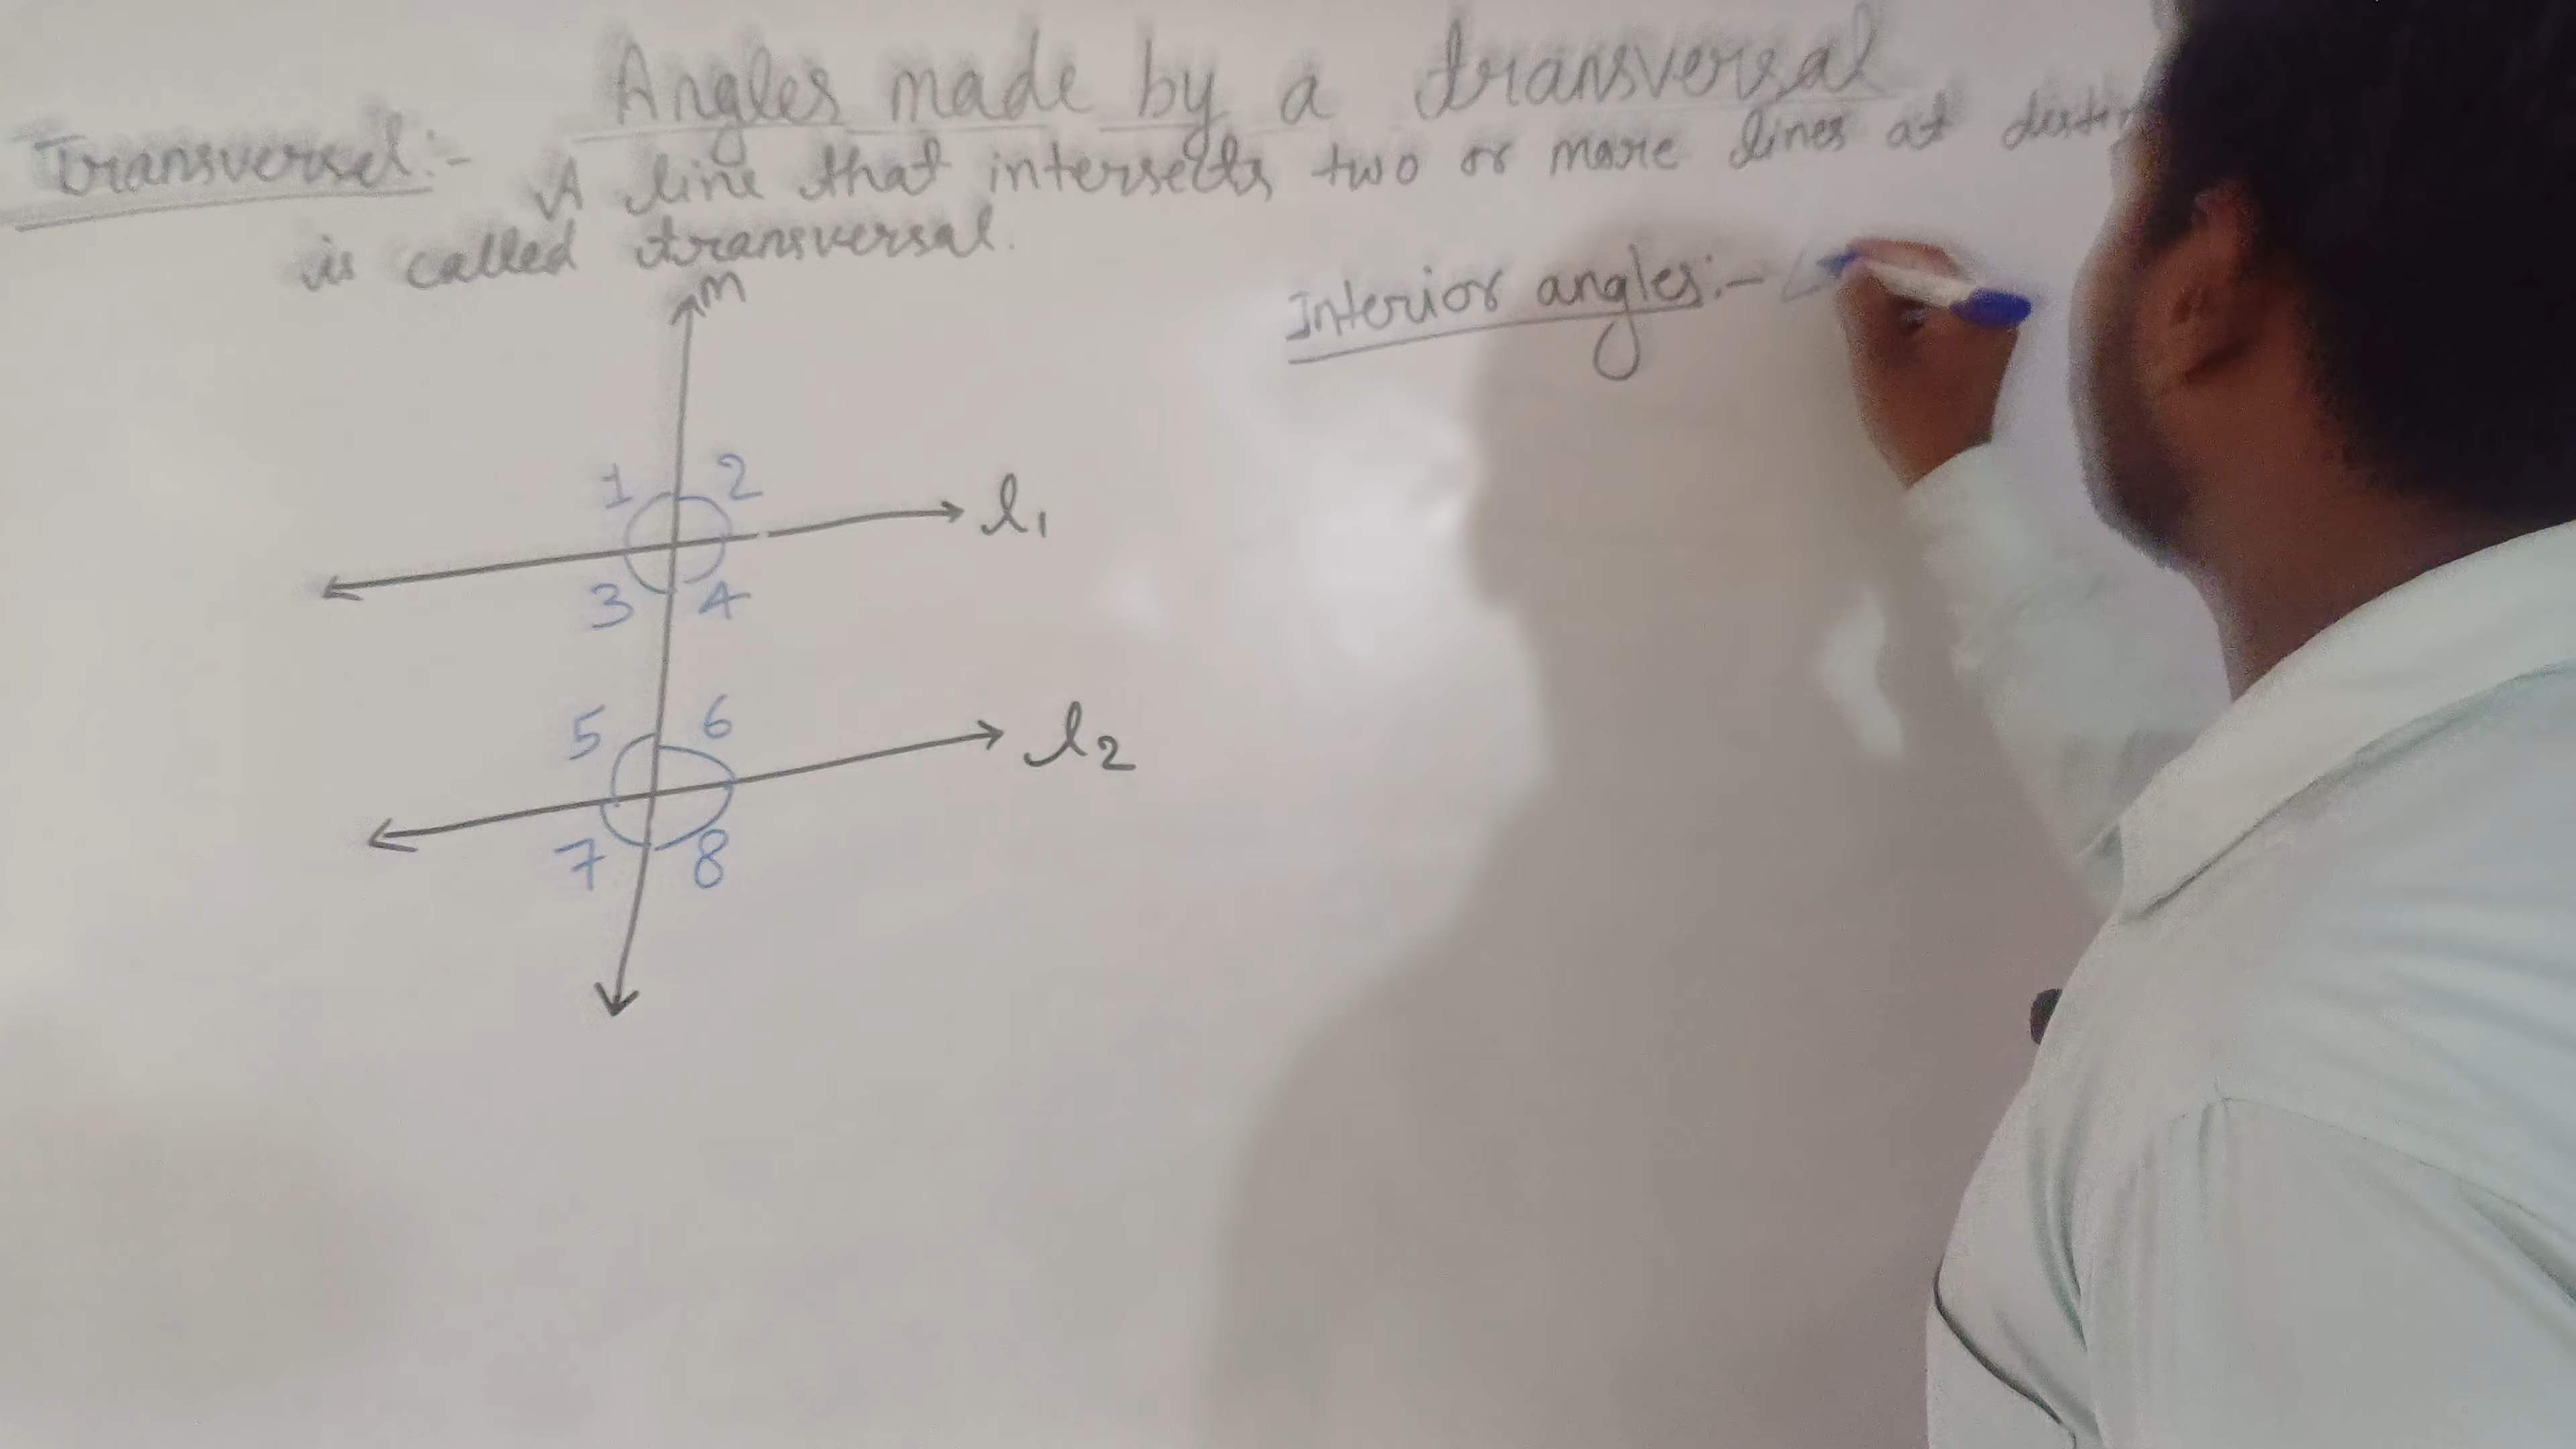 Angles made by a transversal
Transversal:- A line that intersects two or more lines at
is called transversal.
m
Interior angles:- ∠
1 2
l1
3 4
5 6
l2
7 8